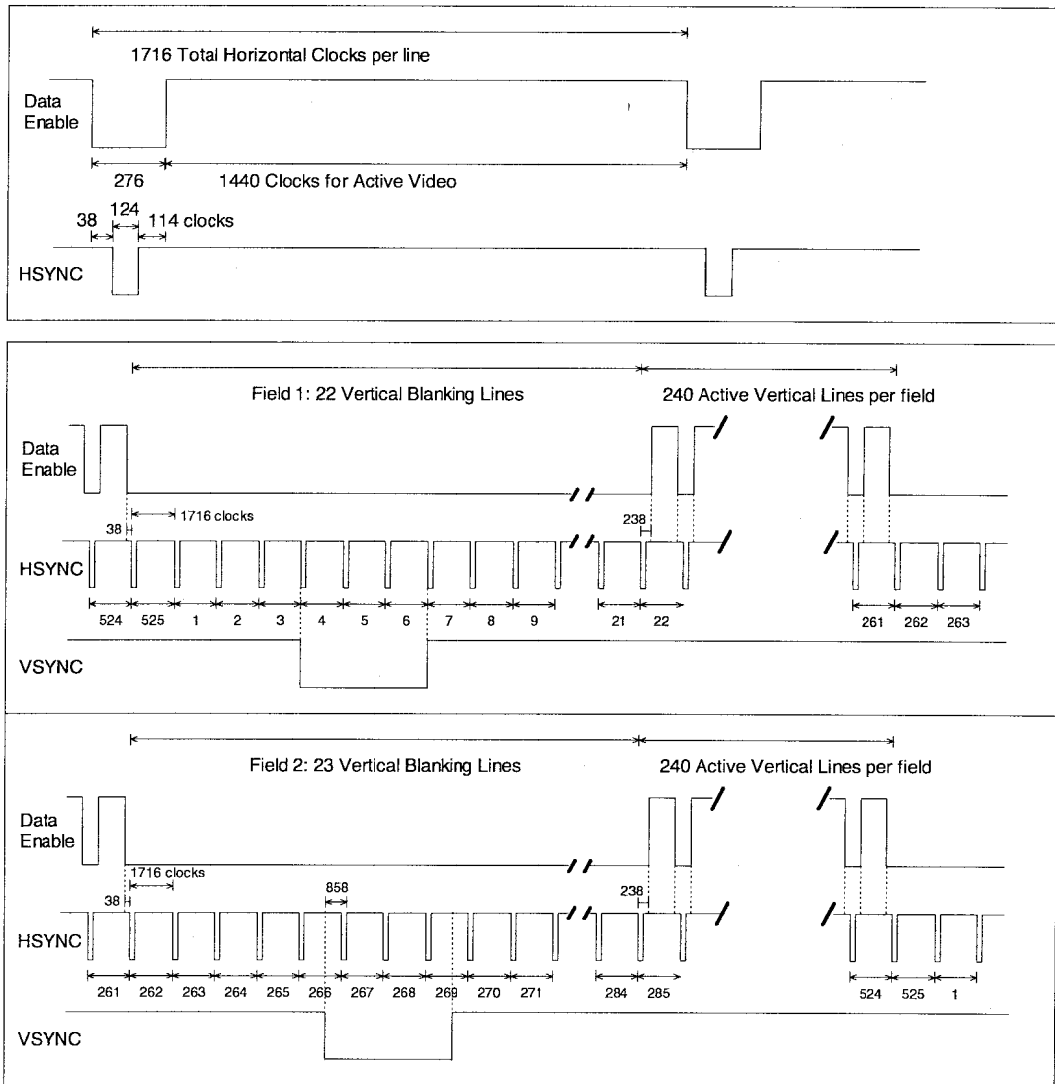 1716 Total Horizontal Clocks per line
Data
Enable
276
1440 Clocks for Active Video
124
38
114 clocks
HSYNC
Field 1: 22 Vertical Blanking Lines
240 Active Vertical Lines per field
Data
Enable
1716 clocks
38
238
HSYNC
524 525 1 2 3 4 5 6 7 8 9 21 22 261 262 263
VSYNC
Field 2: 23 Vertical Blanking Lines
240 Active Vertical Lines per field
Data
Enable
1716 clocks
38
858
238
HSYNC
261 262 263 264 265 266 267 268 269 270 271 284 285 524 525 1
VSYNC